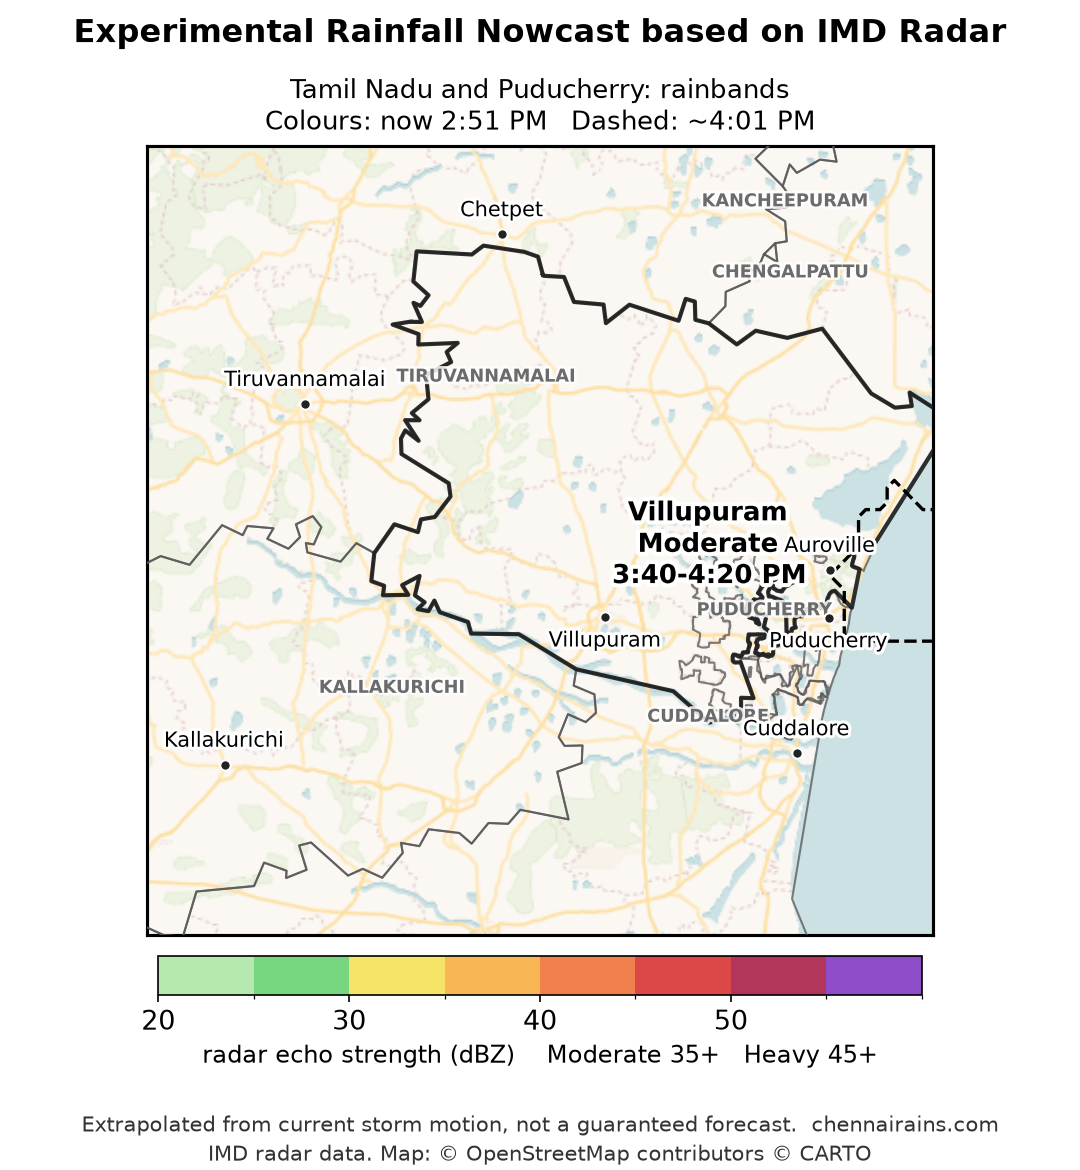 Experimental Rainfall Nowcast based on IMD Radar
Tamil Nadu and Puducherry: rainbands
Colours: now 2:51 PM   Dashed: ~4:01 PM
KANCHEEPURAM
Chetpet
CHENGALPATTU
Tiruvannamalai
TIRUVANNAMALAI
Villupuram
Moderate
Auroville
3:40-4:20 PM
PUDUCHERRY
Villupuram
Puducherry
KALLAKURICHI
CUDDALORE
Cuddalore
Kallakurichi
20 30 40 50
radar echo strength (dBZ)    Moderate 35+   Heavy 45+
Extrapolated from current storm motion, not a guaranteed forecast.  chennairains.com
IMD radar data. Map: © OpenStreetMap contributors © CARTO